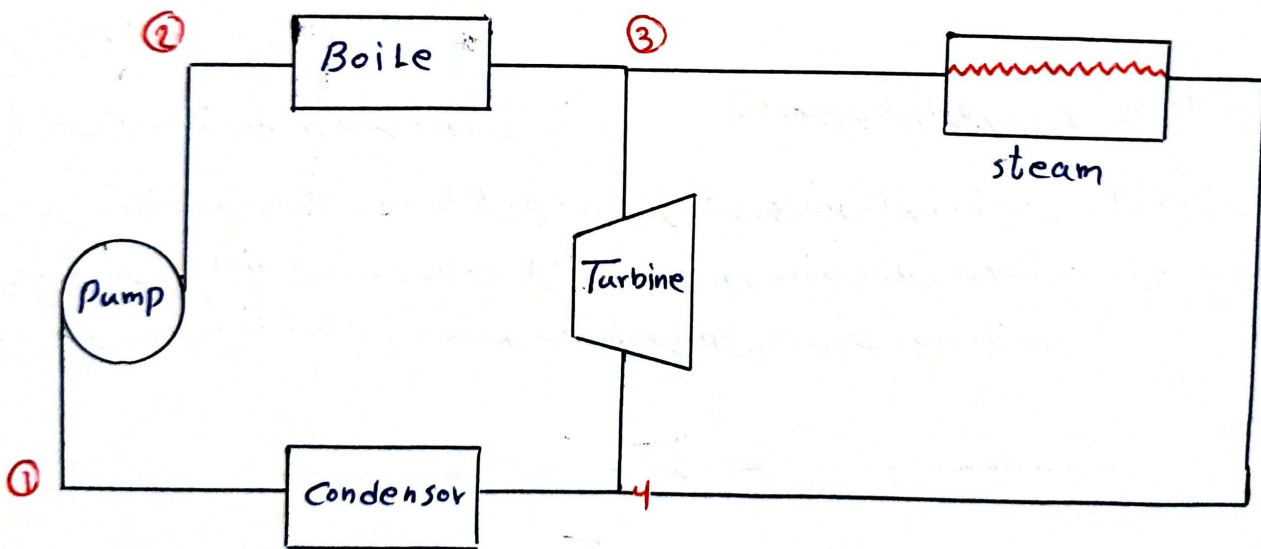 ②
Boile
③
steam
Pump
Turbine
①
Condensor
4